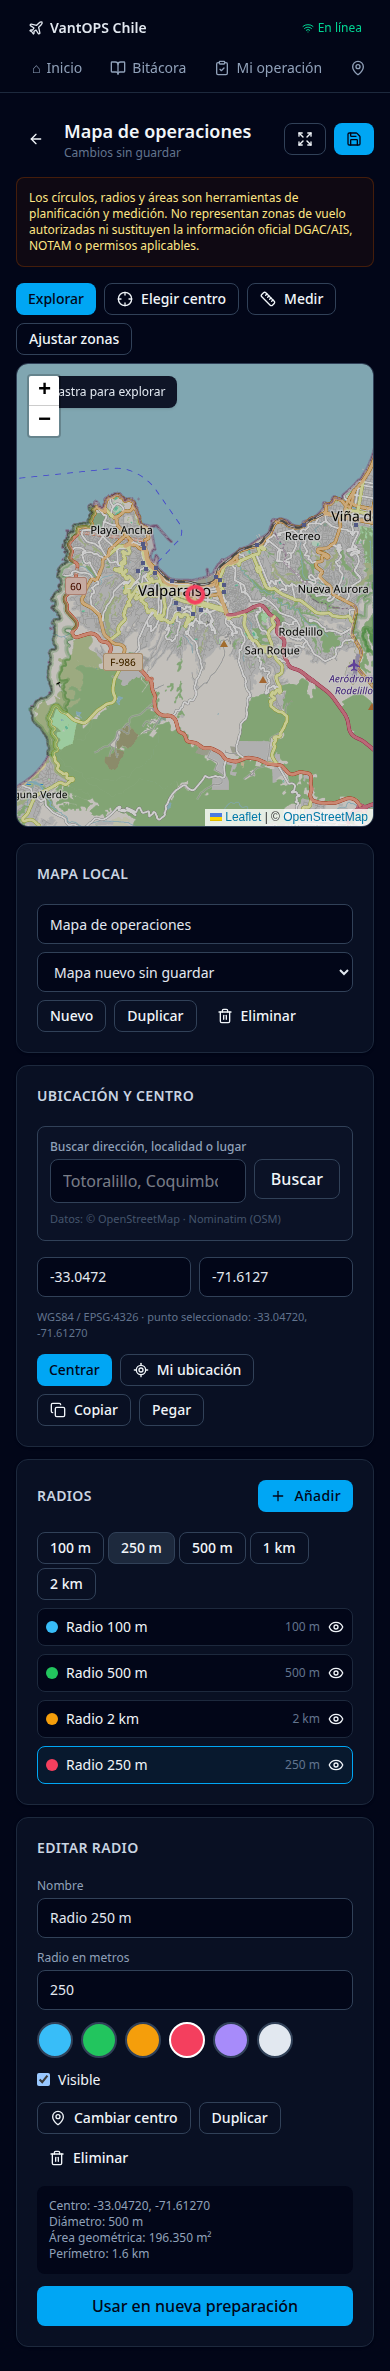 VantOPS Chile
En línea
Inicio
Bitácora
Mi operación
Mapa de operaciones
Cambios sin guardar
Los círculos, radios y áreas son herramientas de
planificación y medición. No representan zonas de vuelo
autorizadas ni sustituyen la información oficial DGAC/AIS,
NOTAM o permisos aplicables.
Explorar
Elegir centro
Medir
Ajustar zonas
+
−
astra para explorar
Playa Ancha
Viña d
Recreo
60
Valparaíso
Nueva Aurora
Rodelillo
F-986
San Roque
Aeródrom
Rodelillo
guna Verde
Leaflet | © OpenStreetMap
MAPA LOCAL
Mapa de operaciones
Mapa nuevo sin guardar
Nuevo
Duplicar
Eliminar
UBICACIÓN Y CENTRO
Buscar dirección, localidad o lugar
Totoralillo, Coquimbo
Buscar
Datos: © OpenStreetMap · Nominatim (OSM)
-33.0472
-71.6127
WGS84 / EPSG:4326 · punto seleccionado: -33.04720,
-71.61270
Centrar
Mi ubicación
Copiar
Pegar
RADIOS
Añadir
100 m
250 m
500 m
1 km
2 km
Radio 100 m
100 m
Radio 500 m
500 m
Radio 2 km
2 km
Radio 250 m
250 m
EDITAR RADIO
Nombre
Radio 250 m
Radio en metros
250
Visible
Cambiar centro
Duplicar
Eliminar
Centro: -33.04720, -71.61270
Diámetro: 500 m
Área geométrica: 196.350 m²
Perímetro: 1.6 km
Usar en nueva preparación